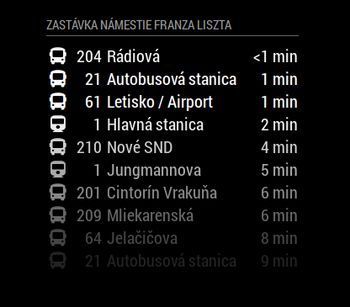 ZASTÁVKA NÁMESTIE FRANZA LISZTA
204 Rádiová <1 min
21 Autobusová stanica 1 min
61 Letisko / Airport 1 min
1 Hlavná stanica 2 min
210 Nové SND 4 min
1 Jungmannova 5 min
201 Cintorín Vrakuňa 6 min
209 Mliekarenská 6 min
64 Jelačičova 8 min
21 Autobusová stanica 9 min